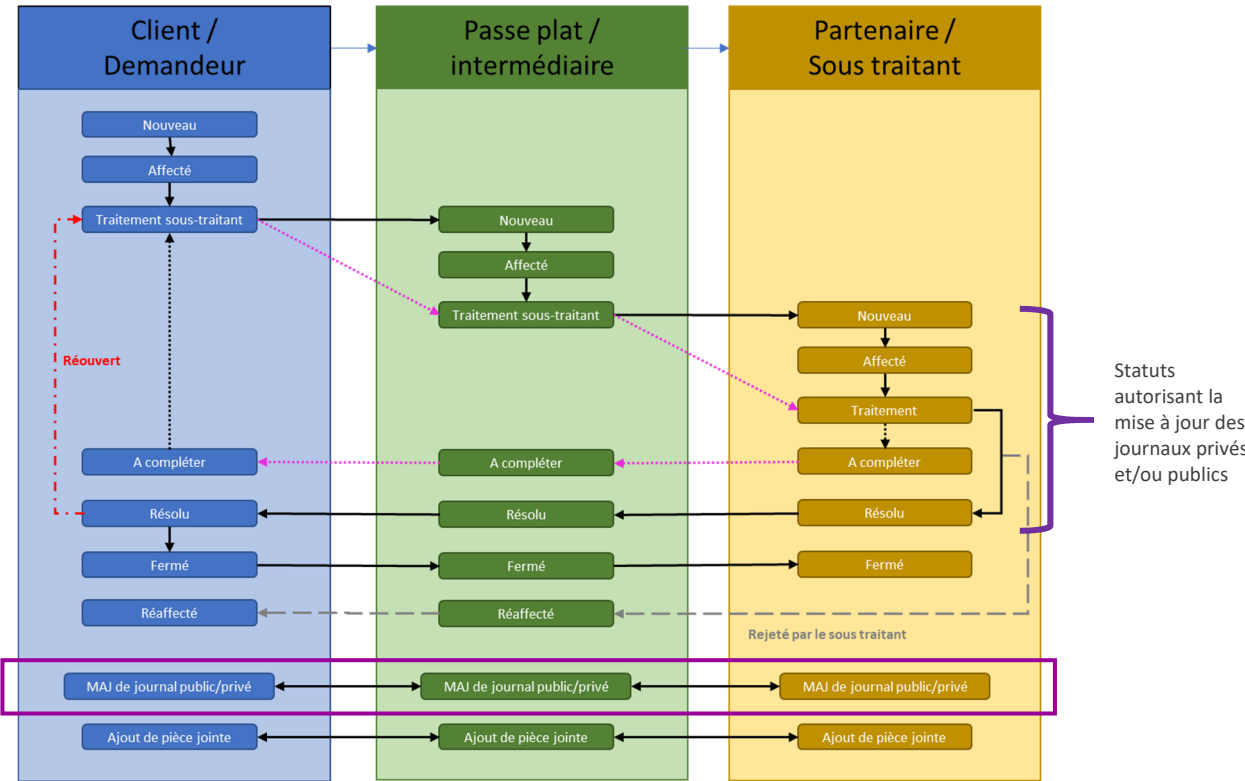 Client /
Demandeur
Passe plat /
intermédiaire
Partenaire /
Sous traitant
Nouveau
Affecté
Traitement sous-traitant
Nouveau
Affecté
Traitement sous-traitant
Nouveau
Affecté
Traitement
Réouvert
A compléter
A compléter
A compléter
Résolu
Résolu
Résolu
Fermé
Fermé
Fermé
Réaffecté
Réaffecté
Rejeté par le sous traitant
MAJ de journal public/privé
MAJ de journal public/privé
MAJ de journal public/privé
Ajout de pièce jointe
Ajout de pièce jointe
Ajout de pièce jointe
Statuts
autorisant la
mise à jour des
journaux privés
et/ou publics